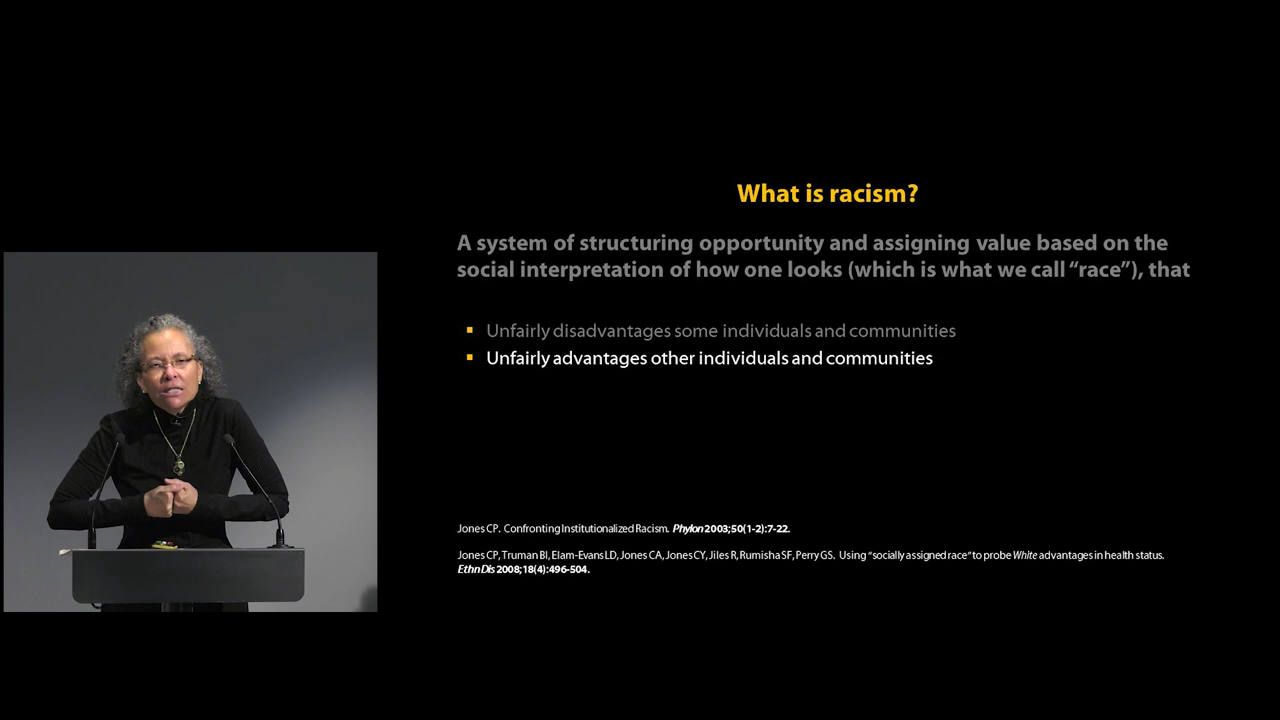 What is racism?
A system of structuring opportunity and assigning value based on the
social interpretation of how one looks (which is what we call “race”), that
▪ Unfairly disadvantages some individuals and communities
▪ Unfairly advantages other individuals and communities
Jones CP. Confronting Institutionalized Racism. Phylon 2003;50(1-2):7-22.
Jones CP, Truman BI, Elam-Evans LD, Jones CA, Jones CY, Jiles R, Rumisha SF, Perry GS. Using “socially assigned race” to probe White advantages in health status.
Ethn Dis 2008;18(4):496-504.